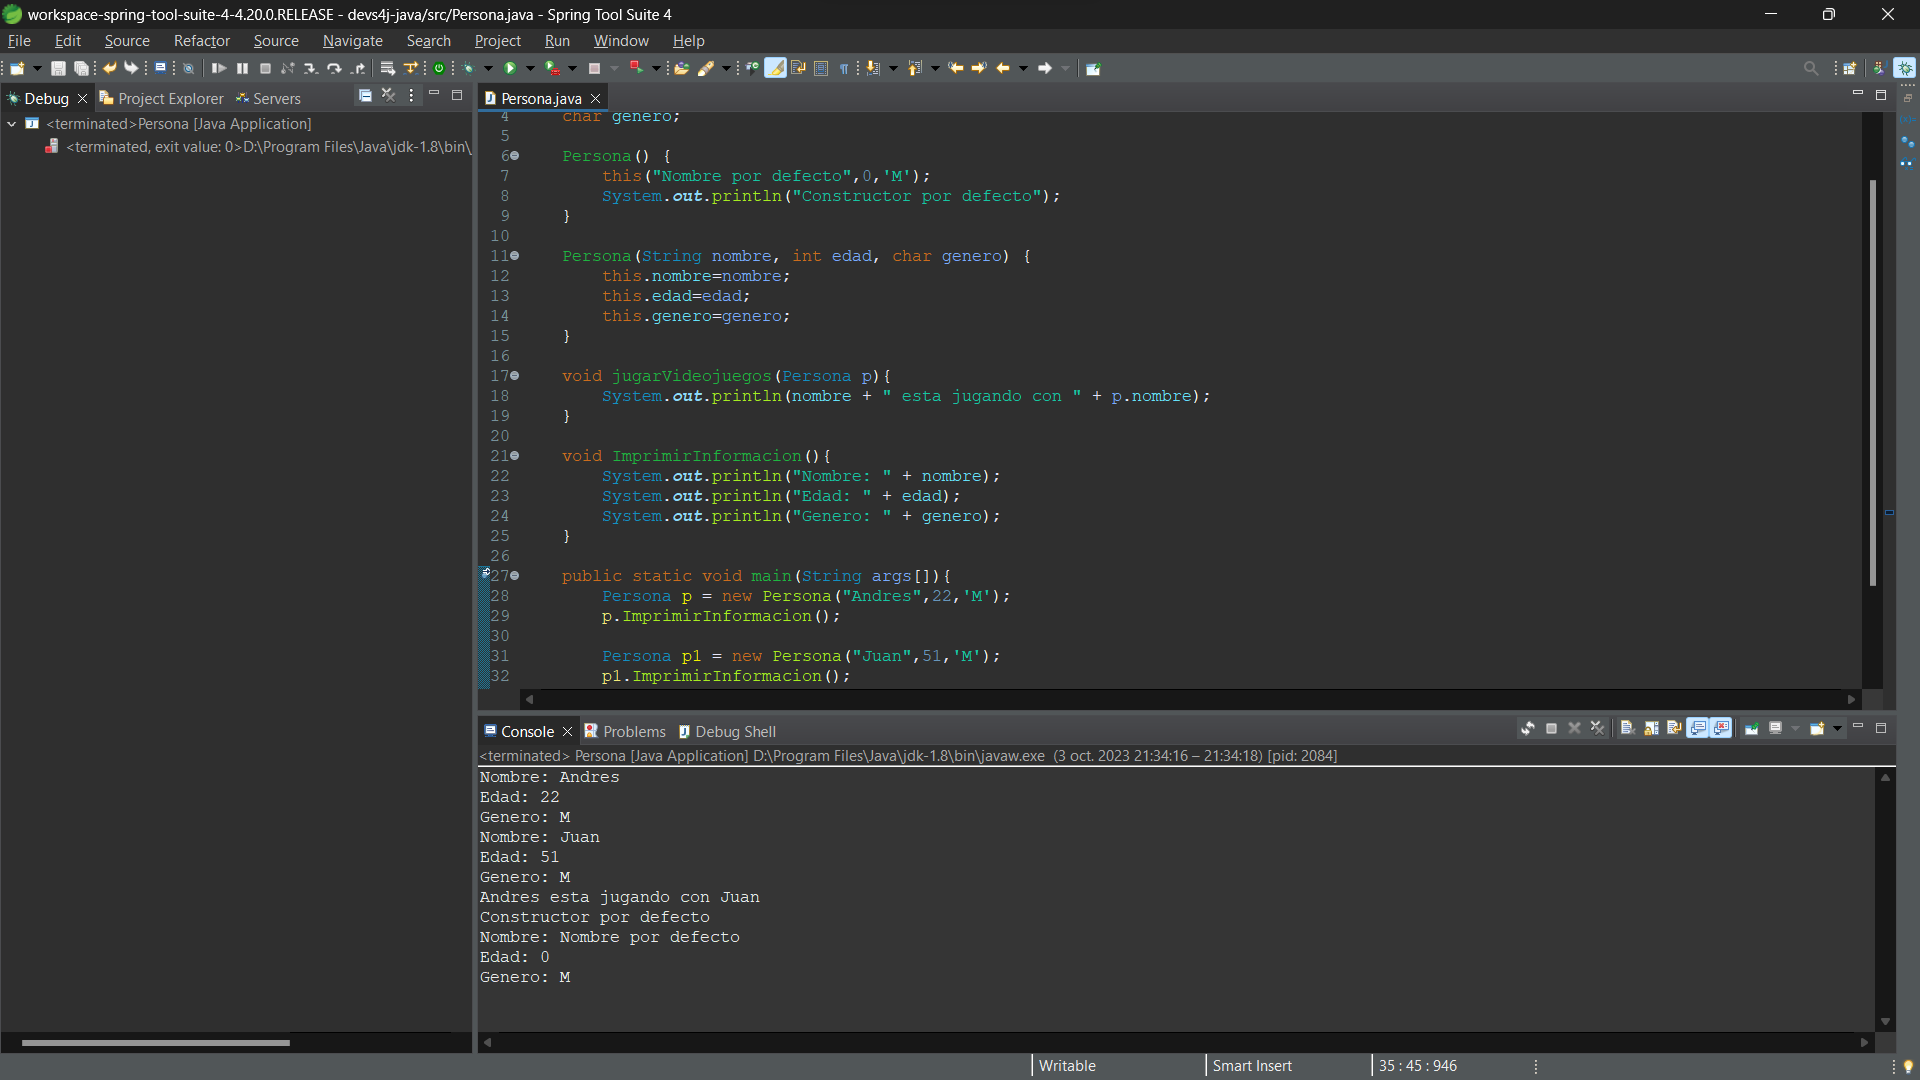 workspace-spring-tool-suite-4-4.20.0.RELEASE - devs4j-java/src/Persona.java - Spring Tool Suite 4
File Edit Source Refactor Source Navigate Search Project Run Window Help
Debug Project Explorer Servers
<terminated>Persona [Java Application]
<terminated, exit value: 0>D:\Program Files\Java\jdk-1.8\bin\
Persona.java
4 char genero;
5
6 Persona() {
7 this("Nombre por defecto",0,'M');
8 System.out.println("Constructor por defecto");
9 }
10
11 Persona(String nombre, int edad, char genero) {
12 this.nombre=nombre;
13 this.edad=edad;
14 this.genero=genero;
15 }
16
17 void jugarVideojuegos(Persona p){
18 System.out.println(nombre + " esta jugando con " + p.nombre);
19 }
20
21 void ImprimirInformacion(){
22 System.out.println("Nombre: " + nombre);
23 System.out.println("Edad: " + edad);
24 System.out.println("Genero: " + genero);
25 }
26
27 public static void main(String args[]){
28 Persona p = new Persona("Andres",22,'M');
29 p.ImprimirInformacion();
30
31 Persona p1 = new Persona("Juan",51,'M');
32 p1.ImprimirInformacion();
Console Problems Debug Shell
<terminated> Persona [Java Application] D:\Program Files\Java\jdk-1.8\bin\javaw.exe (3 oct. 2023 21:34:16 – 21:34:18) [pid: 2084]
Nombre: Andres
Edad: 22
Genero: M
Nombre: Juan
Edad: 51
Genero: M
Andres esta jugando con Juan
Constructor por defecto
Nombre: Nombre por defecto
Edad: 0
Genero: M
Writable Smart Insert 35 : 45 : 946